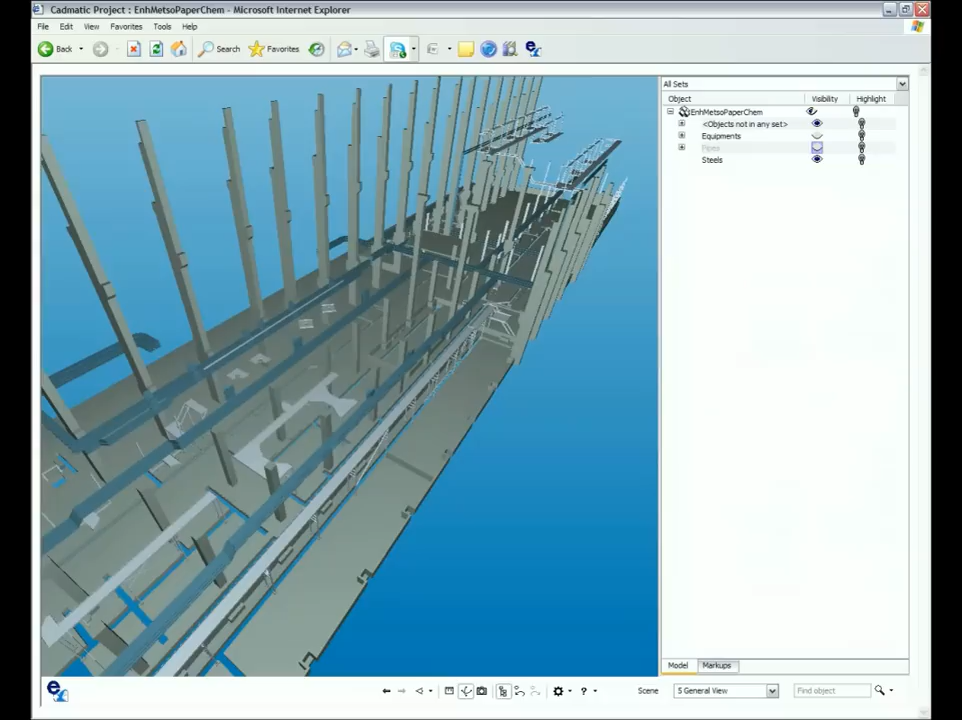 Cadmatic Project : EnhMetsoPaperChem - Microsoft Internet Explorer
File Edit View Favorites Tools Help
Back Search Favorites
All Sets
Object Visibility Highlight
EnhMetsoPaperChem
<Objects not in any set>
Equipments
Pipes
Steels
Model Markups
Scene 5 General View Find object